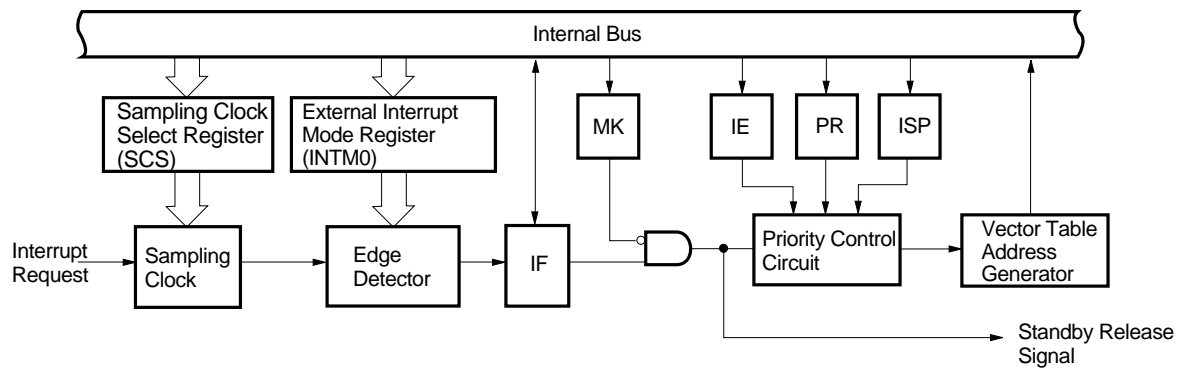 Internal Bus
Sampling Clock
Select Register
(SCS)
External Interrupt
Mode Register
(INTM0)
MK
IE
PR
ISP
Interrupt
Request
Sampling
Clock
Edge
Detector
IF
Priority Control
Circuit
Vector Table
Address
Generator
Standby Release
Signal